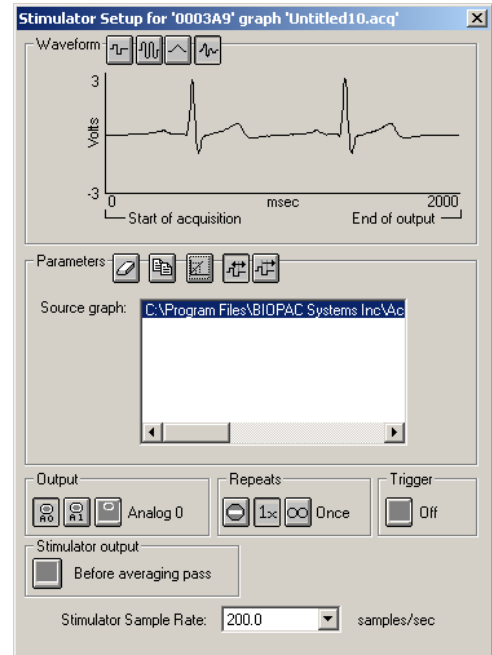 Stimulator Setup for '0003A9' graph 'Untitled10.acq'
Waveform
3
Volts
-3
0
msec
2000
Start of acquisition
End of output
Parameters
Source graph:
C:\Program Files\BIOPAC Systems Inc\Ac
Output
A0
A1
Analog 0
Repeats
1x
Once
Trigger
Off
Stimulator output
Before averaging pass
Stimulator Sample Rate:
200.0
samples/sec